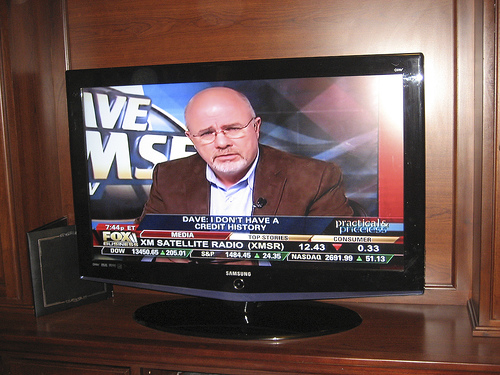 AVE
MSE
DAVE: I DON'T HAVE A
CREDIT HISTORY
practical &
priceless
7:44p ET
FOX
BUSINESS
MEDIA
TOP STORIES
CONSUMER
XM SATELLITE RADIO (XMSR) 12.43 ▼ 0.33
DOW 13450.65 ▲ 205.01 / S&P 1484.45 ▲ 24.35 / NASDAQ 2691.99 ▲ 51.13
SAMSUNG